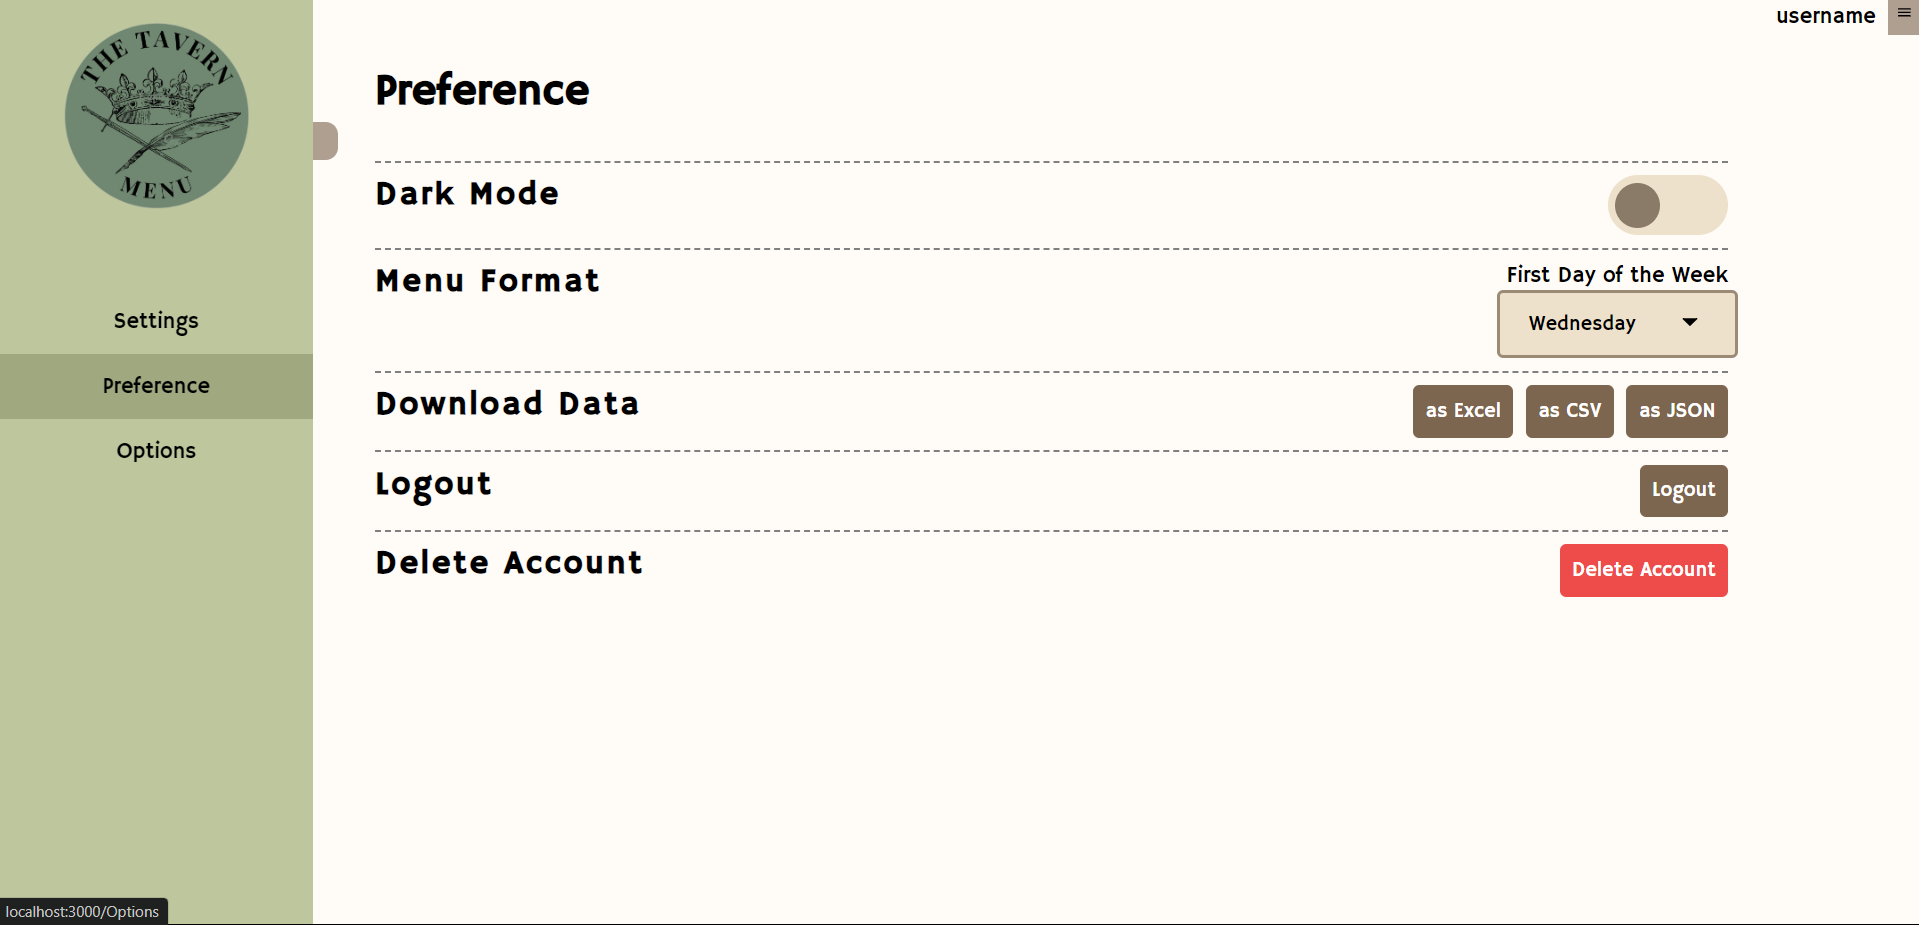 THE TAVERN
MENU
Settings
Preference
Options
username
Preference
Dark Mode
Menu Format
First Day of the Week
Wednesday
Download Data
as Excel
as CSV
as JSON
Logout
Logout
Delete Account
Delete Account
localhost:3000/Options